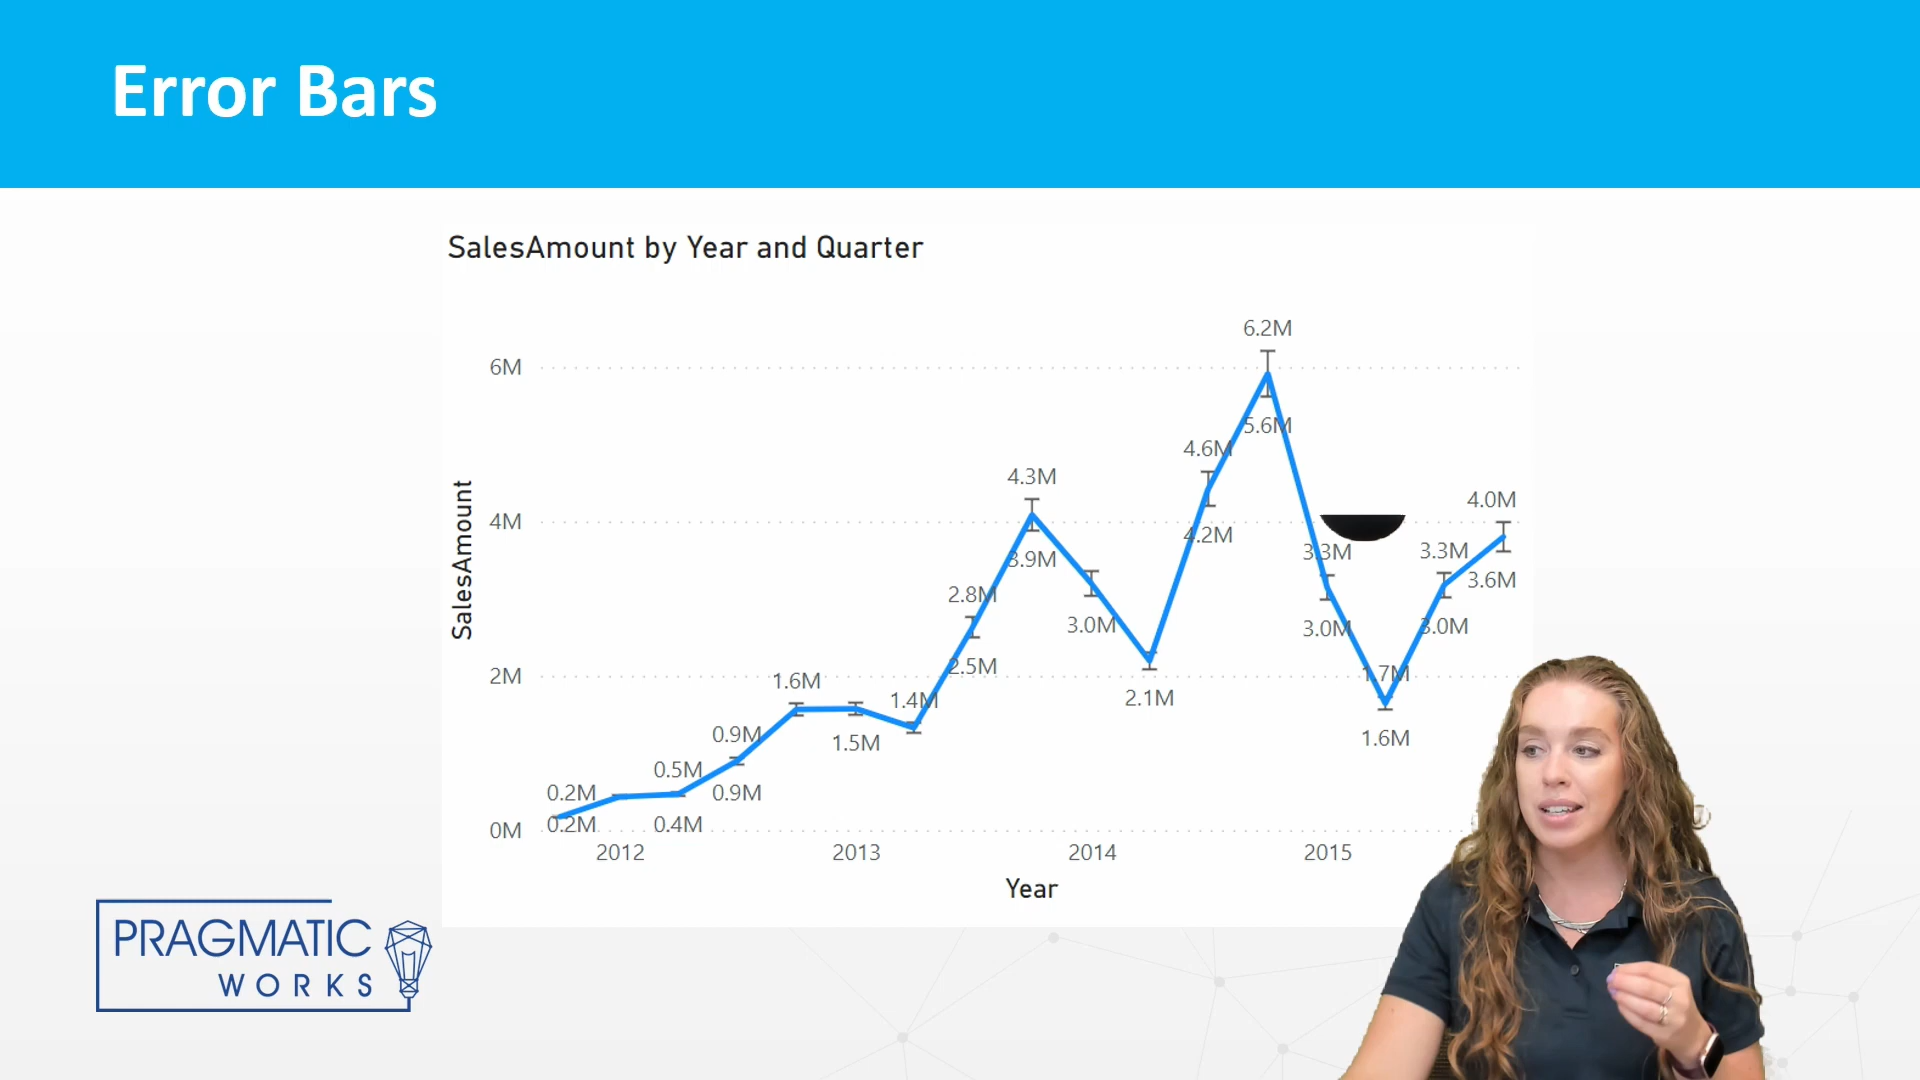 Error Bars
SalesAmount by Year and Quarter
6.2M
6M
5.6M
4.6M
4.3M
4.0M
4M
4.2M
3.3M
3.3M
3.9M
3.6M
2.8M
3.0M
3.0M
3.0M
2.5M
2M
1.7M
1.6M
1.4M
2.1M
0.9M
1.5M
1.6M
0.5M
0.2M
0.9M
0.2M
0.4M
0M
SalesAmount
2012 2013 2014 2015
Year
PRAGMATIC
WORKS